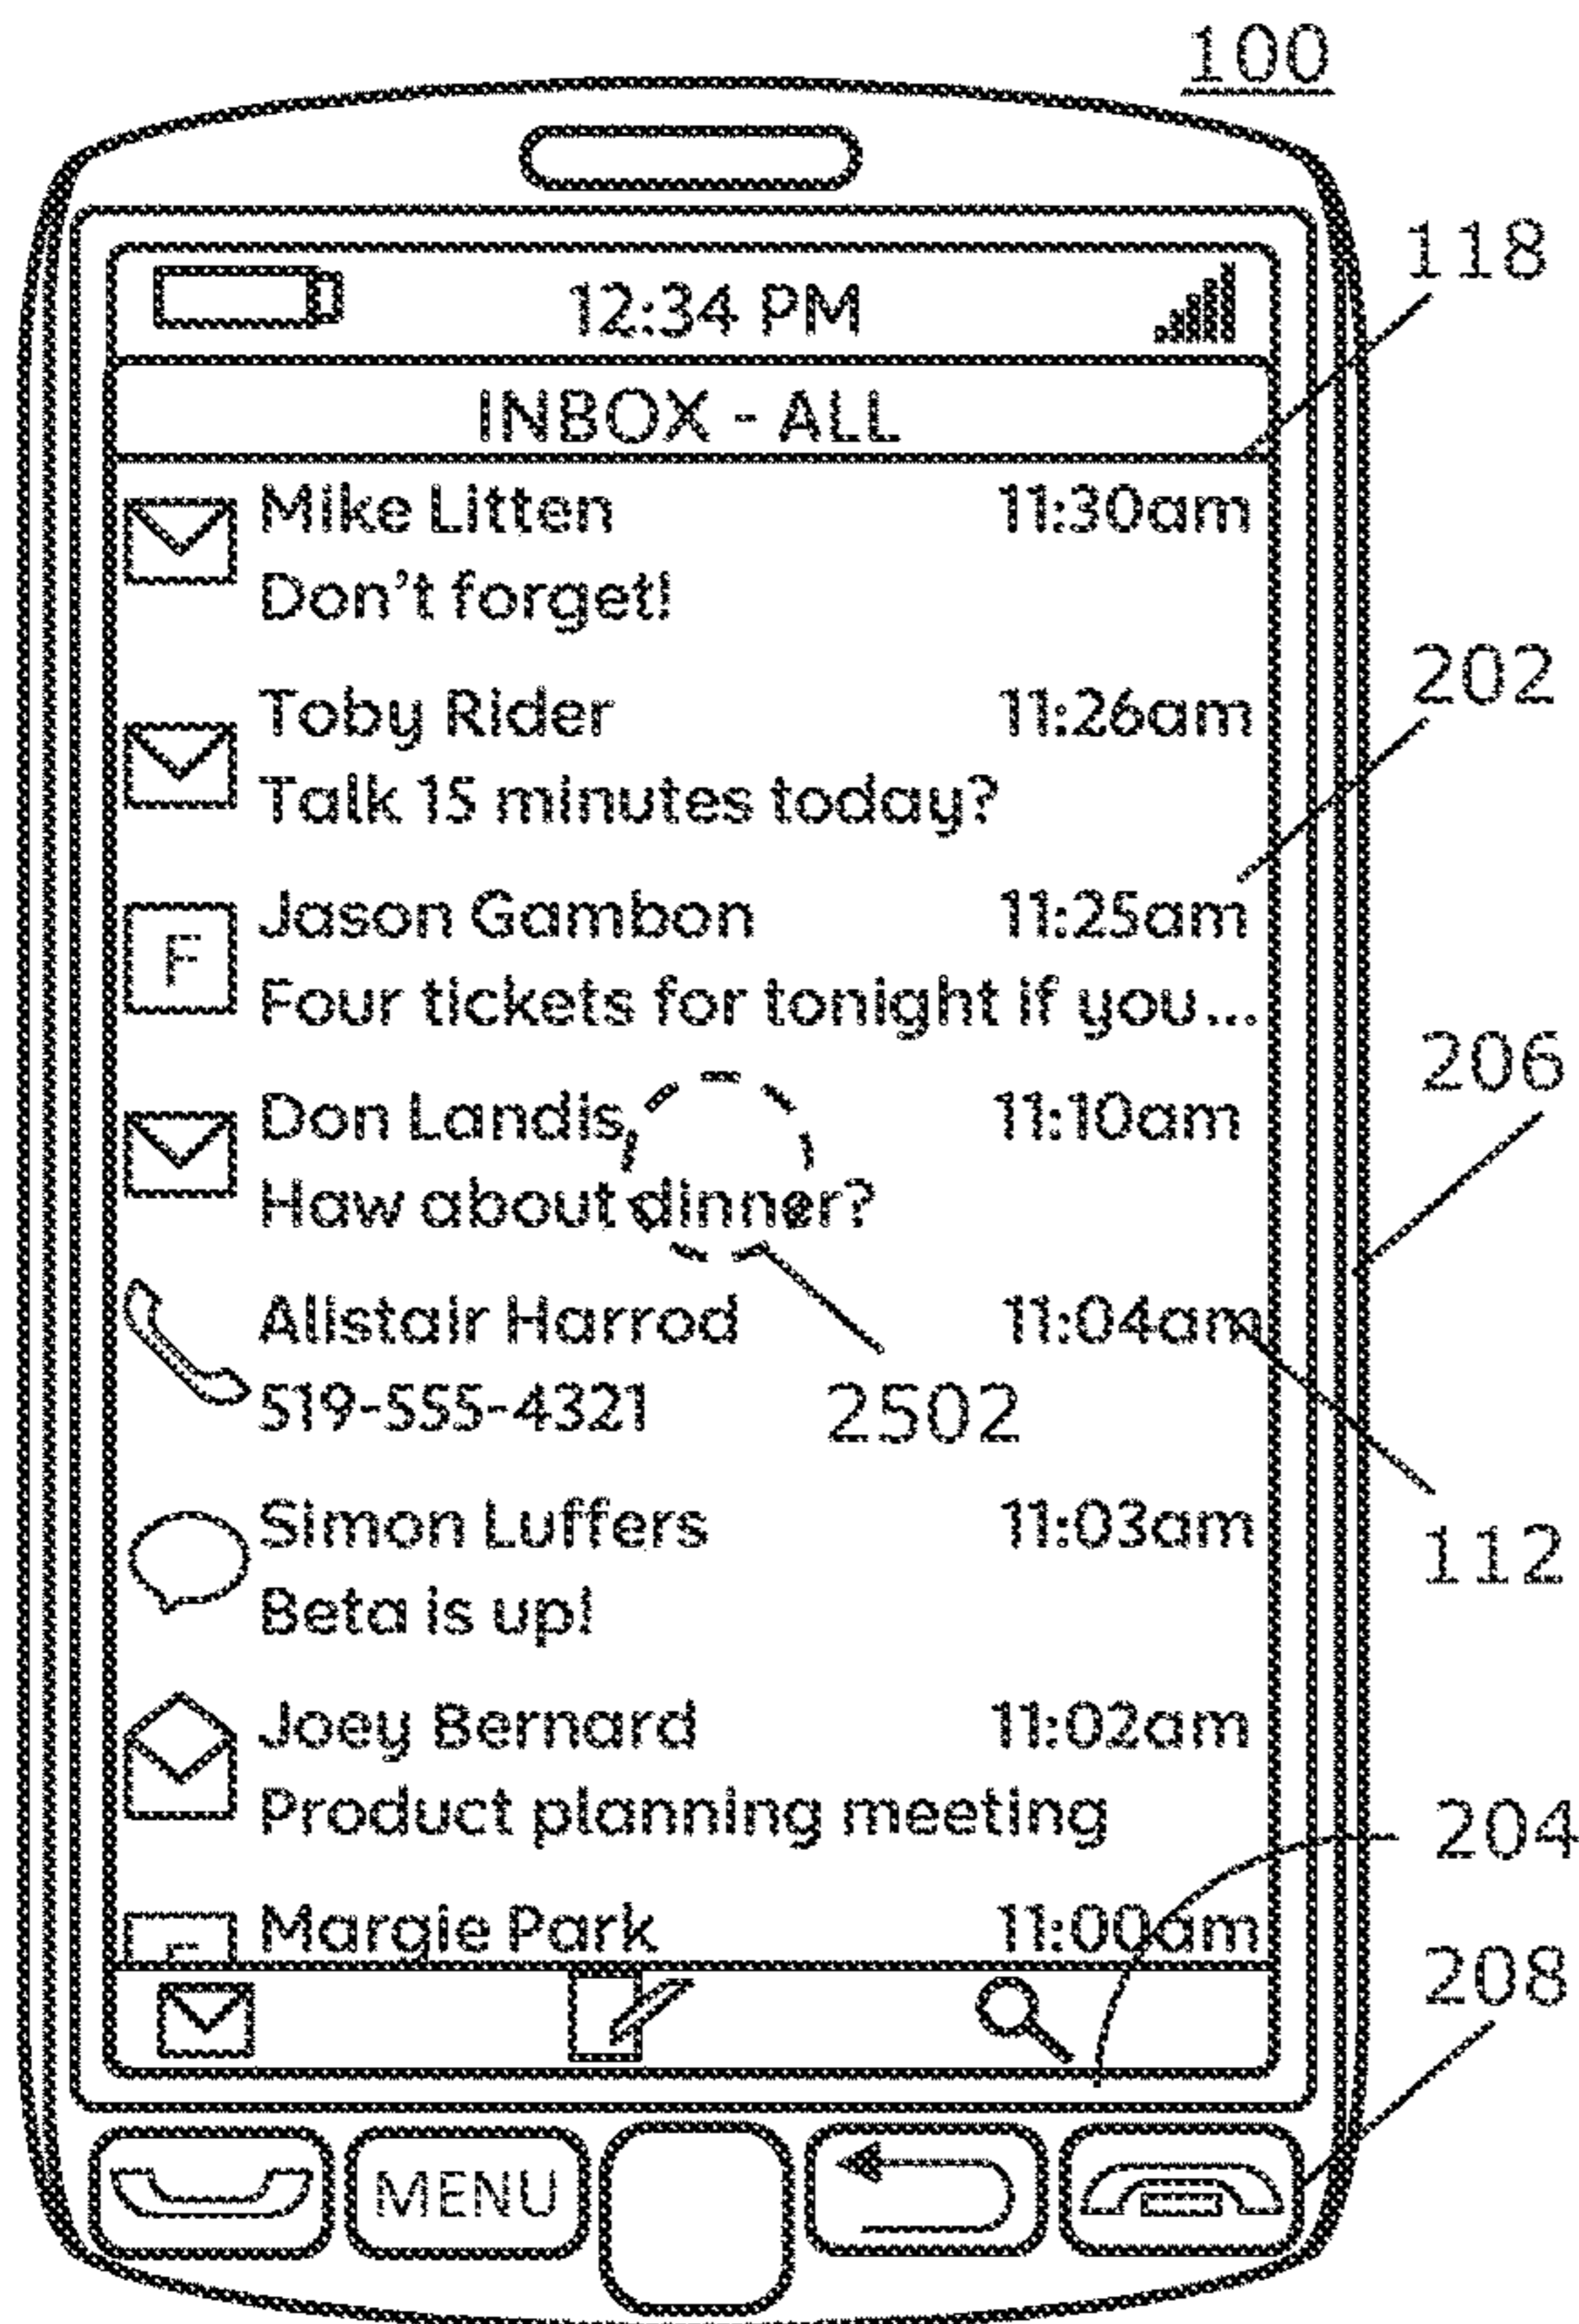 100
118
12:34 PM
INBOX - ALL
Mike Litten 11:30am
Don't forget!
202
Toby Rider 11:26am
Talk 15 minutes today?
Jason Gambon 11:25am
F
Four tickets for tonight if you...
206
Don Landis 11:10am
Haw about dinner?
Alistair Harrod 11:04am
519-555-4321 2502
Simon Luffers 11:03am
112
Beta is up!
Joey Bernard 11:02am
Product planning meeting
204
Margie Park 11:00am
208
MENU